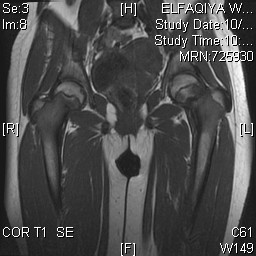 Se:3 [H] ELFAQIYA W...
Im:8 Study Date:10/...
Study Time:10:...
MRN:725930
[R] [L]
COR T1 SE C61
[F] W149